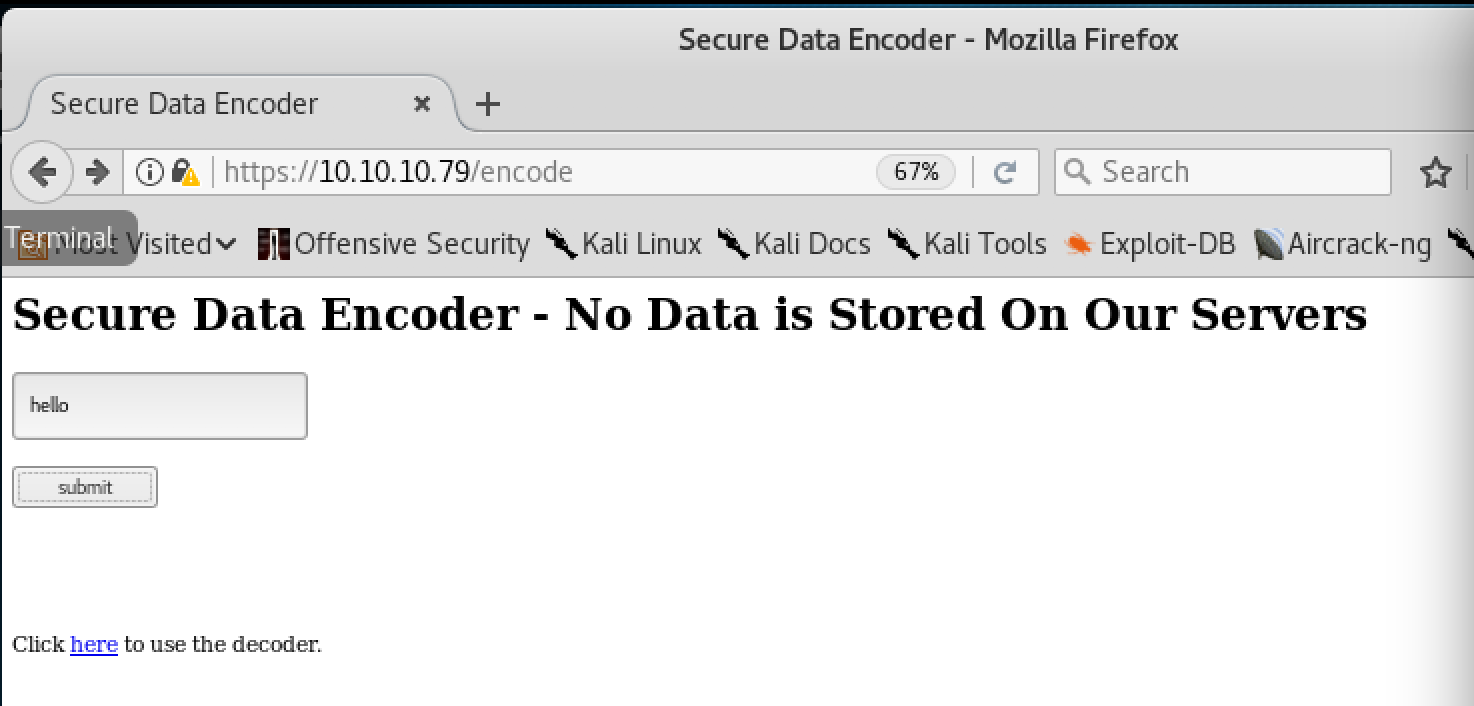 Secure Data Encoder - Mozilla Firefox
Secure Data Encoder
https://10.10.10.79/encode 67% Search
Terminal Most Visited Offensive Security Kali Linux Kali Docs Kali Tools Exploit-DB Aircrack-ng
Secure Data Encoder - No Data is Stored On Our Servers
hello
submit
Click here to use the decoder.